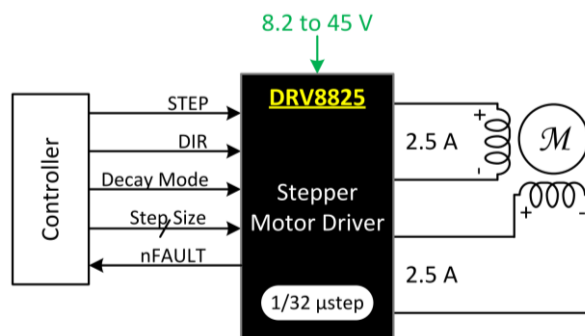 8.2 to 45 V
Controller
STEP
DIR
Decay Mode
Step Size
nFAULT
DRV8825
Stepper
Motor Driver
1/32 µstep
+
2.5 A
-
M
+ -
2.5 A